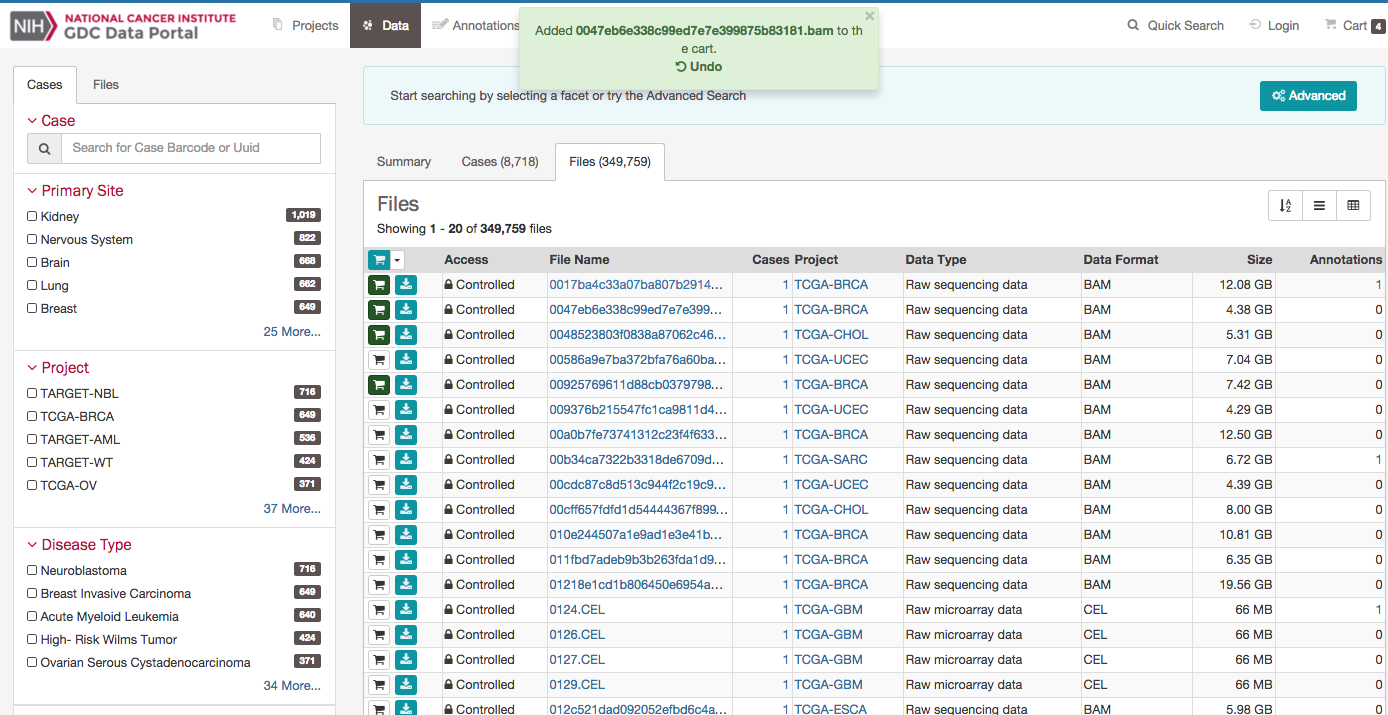 NIH NATIONAL CANCER INSTITUTE
GDC Data Portal
Projects
Data
Annotations
Added 0047eb6e338c99ed7e7e399875b83181.bam to th
e cart.
Undo
×
Quick Search
Login
Cart 4
Cases
Files
Case
Search for Case Barcode or Uuid
Primary Site
Kidney 1,019
Nervous System 822
Brain 668
Lung 662
Breast 649
25 More...
Project
TARGET-NBL 716
TCGA-BRCA 649
TARGET-AML 536
TARGET-WT 424
TCGA-OV 371
37 More...
Disease Type
Neuroblastoma 716
Breast Invasive Carcinoma 649
Acute Myeloid Leukemia 640
High- Risk Wilms Tumor 424
Ovarian Serous Cystadenocarcinoma 371
34 More...
Start searching by selecting a facet or try the Advanced Search
Advanced
Summary
Cases (8,718)
Files (349,759)
Files
Showing 1 - 20 of 349,759 files
Access File Name Cases Project Data Type Data Format Size Annotations
Controlled 0017ba4c33a07ba807b2914... 1 TCGA-BRCA Raw sequencing data BAM 12.08 GB 1
Controlled 0047eb6e338c99ed7e7e399... 1 TCGA-BRCA Raw sequencing data BAM 4.38 GB 0
Controlled 0048523803f0838a87062c46... 1 TCGA-CHOL Raw sequencing data BAM 5.31 GB 0
Controlled 00586a9e7ba372bfa76a60ba... 1 TCGA-UCEC Raw sequencing data BAM 7.04 GB 0
Controlled 00925769611d88cb0379798... 1 TCGA-BRCA Raw sequencing data BAM 7.42 GB 0
Controlled 009376b215547fc1ca9811d4... 1 TCGA-UCEC Raw sequencing data BAM 4.29 GB 0
Controlled 00a0b7fe73741312c23f4f633... 1 TCGA-BRCA Raw sequencing data BAM 12.50 GB 0
Controlled 00b34ca7322b3318de6709d... 1 TCGA-SARC Raw sequencing data BAM 6.72 GB 1
Controlled 00cdc87c8d513c944f2c19c9... 1 TCGA-UCEC Raw sequencing data BAM 4.39 GB 0
Controlled 00cff657fdfd1d54444367f899... 1 TCGA-CHOL Raw sequencing data BAM 8.00 GB 0
Controlled 010e244507a1e9ad1e3e41b... 1 TCGA-BRCA Raw sequencing data BAM 10.81 GB 0
Controlled 011fbd7adeb9b3b263fda1d9... 1 TCGA-BRCA Raw sequencing data BAM 6.35 GB 0
Controlled 01218e1cd1b806450e6954a... 1 TCGA-BRCA Raw sequencing data BAM 19.56 GB 0
Controlled 0124.CEL 1 TCGA-GBM Raw microarray data CEL 66 MB 1
Controlled 0126.CEL 1 TCGA-GBM Raw microarray data CEL 66 MB 0
Controlled 0127.CEL 1 TCGA-GBM Raw microarray data CEL 66 MB 0
Controlled 0129.CEL 1 TCGA-GBM Raw microarray data CEL 66 MB 0
Controlled 012c521dad092052efbd6c4a... 1 TCGA-ESCA Raw sequencing data BAM 5.98 GB 0